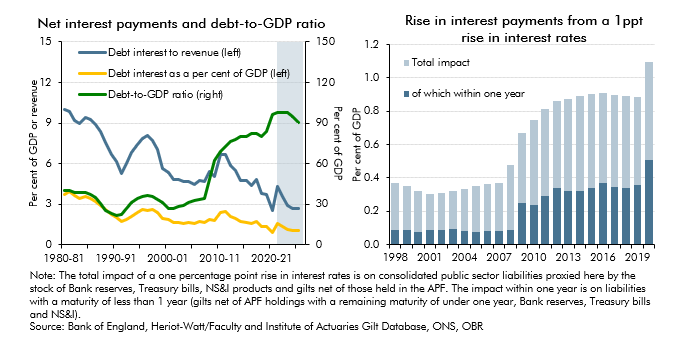 Net interest payments and debt-to-GDP ratio
15
12
9
6
3
0
Per cent of GDP or revenue
Debt interest to revenue (left)
Debt interest as a per cent of GDP (left)
Debt-to-GDP ratio (right)
150
120
90
60
30
0
Per cent of GDP
1980-81
1990-91
2000-01
2010-11
2020-21
Rise in interest payments from a 1ppt
rise in interest rates
1.2
1.0
0.8
0.6
0.4
0.2
0.0
Per cent of GDP
Total impact
of which within one year
1998
2001
2004
2007
2010
2013
2016
2019
Note: The total impact of a one percentage point rise in interest rates is on consolidated public sector liabilities proxied here by the
stock of Bank reserves, Treasury bills, NS&I products and gilts net of those held in the APF. The impact within one year is on liabilities
with a maturity of less than 1 year (gilts net of APF holdings with a remaining maturity of under one year, Bank reserves, Treasury bills
and NS&I).
Source: Bank of England, Heriot-Watt/Faculty and Institute of Actuaries Gilt Database, ONS, OBR